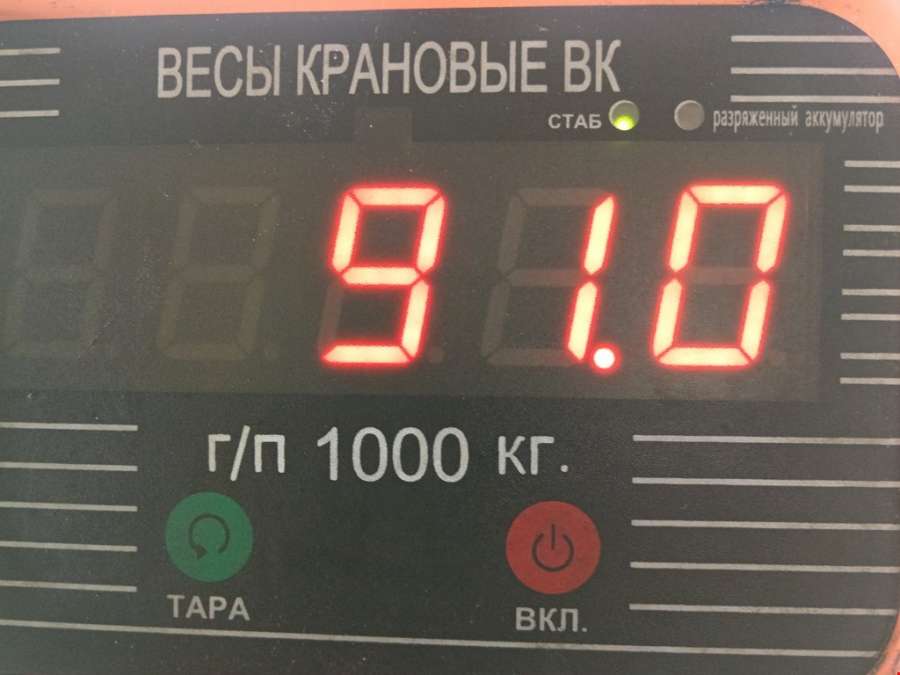 ВЕСЫ КРАНОВЫЕ ВК
СТАБ разряженный аккумулятор
91.0
г/п 1000 кг.
ТАРА ВКЛ.